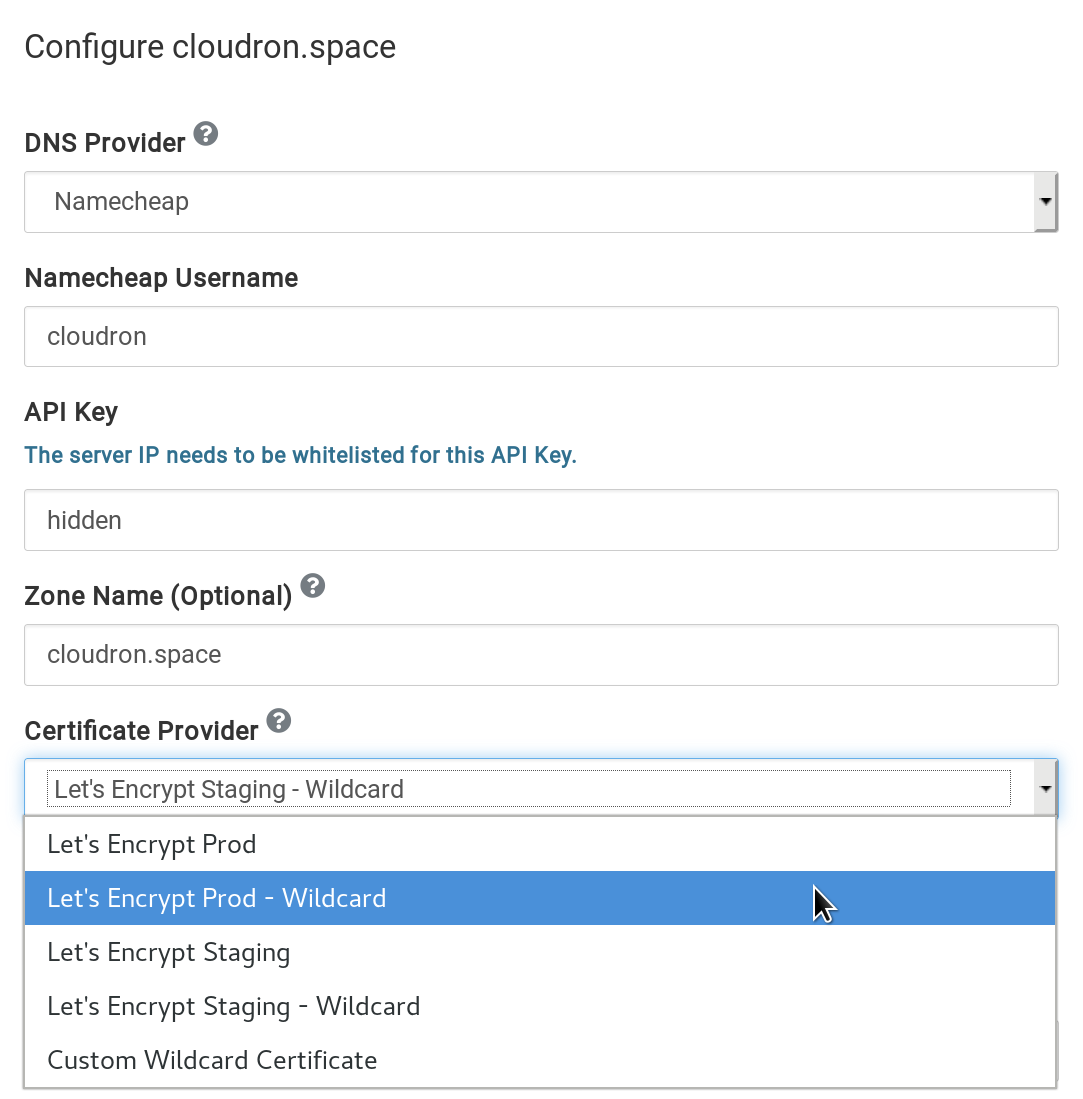 Configure cloudron.space
DNS Provider
Namecheap
Namecheap Username
cloudron
API Key
The server IP needs to be whitelisted for this API Key.
hidden
Zone Name (Optional)
cloudron.space
Certificate Provider
Let's Encrypt Staging - Wildcard
Let's Encrypt Prod
Let's Encrypt Prod - Wildcard
Let's Encrypt Staging
Let's Encrypt Staging - Wildcard
Custom Wildcard Certificate